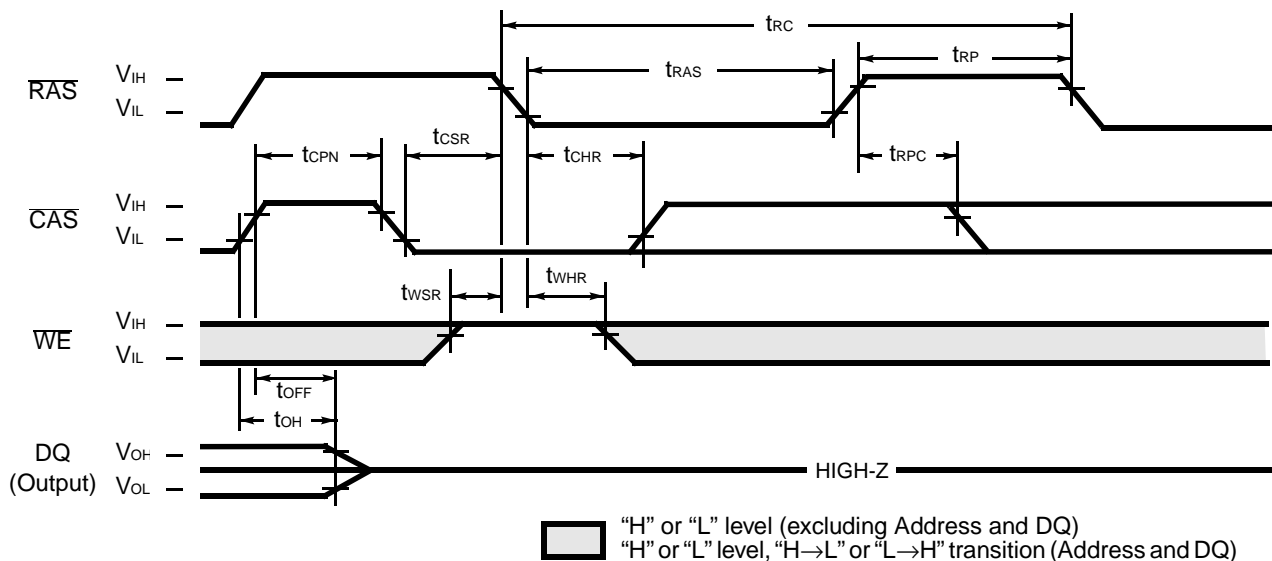 tRC
RAS
VIH
VIL
tRAS
tRP
tCPN
tCSR
tCHR
tRPC
CAS
VIH
VIL
tWSR
tWHR
WE
VIH
VIL
tOFF
tOH
DQ
(Output)
VOH
VOL
HIGH-Z
“H” or “L” level (excluding Address and DQ)
“H” or “L” level, “H→L” or “L→H” transition (Address and DQ)